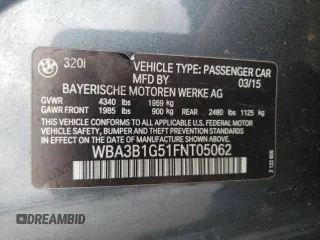 320i
VEHICLE TYPE: PASSENGER CAR
MFD BY 03/15
BAYERISCHE MOTOREN WERKE AG
GVWR 4340 lbs 1969 kg
GAWR FRONT 1985 lbs 900 kg REAR 2480 lbs 1125 kg
THIS VEHICLE CONFORMS TO ALL APPLICABLE FEDERAL MOTOR VEHICLE SAFETY, BUMPER, AND THEFT PREVENTION STANDARDS IN EFFECT ON THE DATE OF MANUFACTURE SHOWN ABOVE.
WBA3B1G51FNT05062
© DREAMBID DREAMBID.COM